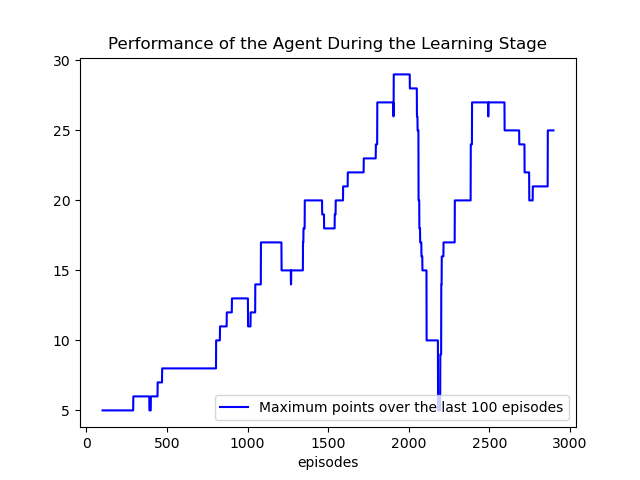 Performance of the Agent During the Learning Stage
30
25
20
15
10
5
Maximum points over the last 100 episodes
0 500 1000 1500 2000 2500 3000
episodes